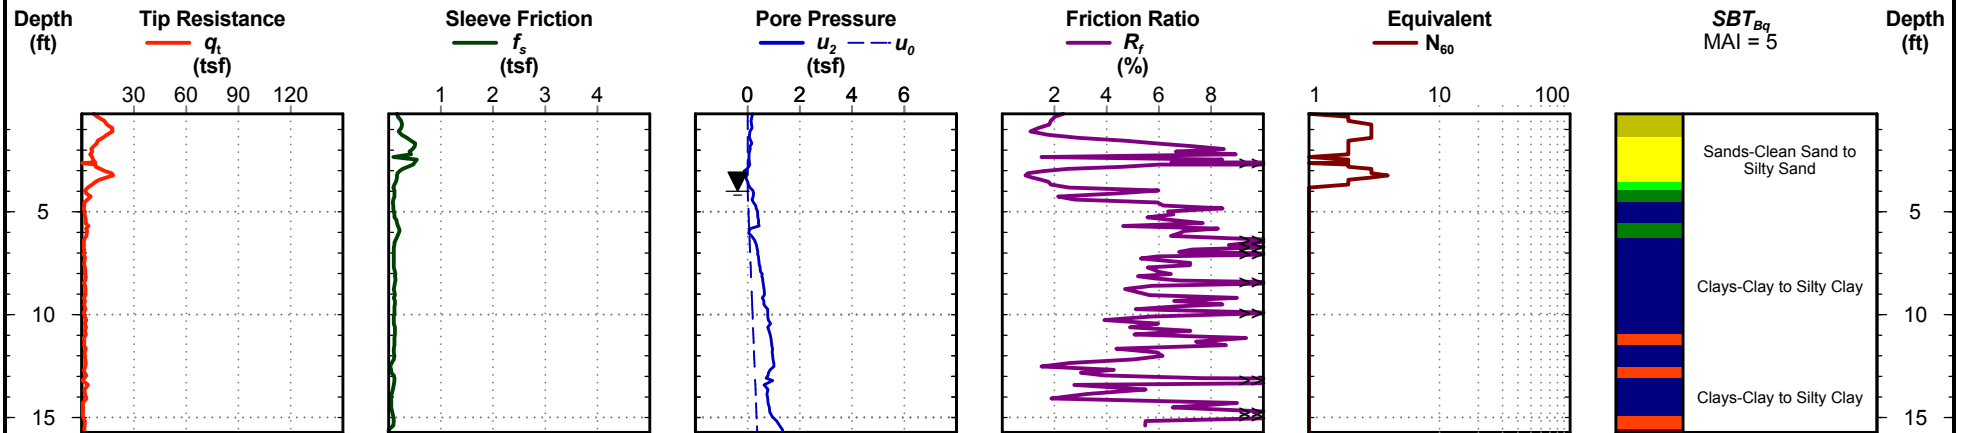 Depth (ft)
Tip Resistance
qt
(tsf)
Sleeve Friction
fs
(tsf)
Pore Pressure
u2 u0
(tsf)
Friction Ratio
Rf
(%)
Equivalent
N60
SBTBq
MAI = 5
Depth (ft)
30 60 90 120
1 2 3 4
0 2 4 6
2 4 6 8
1 10 100
Sands-Clean Sand to
Silty Sand
5 5
Clays-Clay to Silty Clay
10 10
Clays-Clay to Silty Clay
15 15